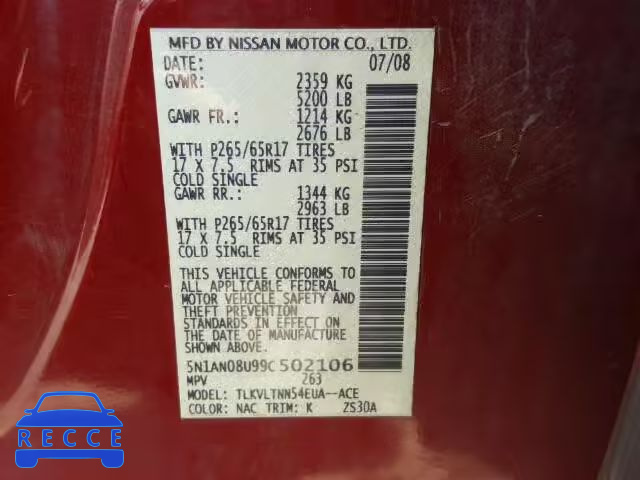 MFD BY NISSAN MOTOR CO., LTD.
DATE: 07/08
GVWR: 2359 KG
5200 LB
GAWR FR.: 1214 KG
2676 LB
WITH P265/65R17 TIRES
17 X 7.5 RIMS AT 35 PSI
COLD SINGLE
GAWR RR.: 1344 KG
2963 LB
WITH P265/65R17 TIRES
17 X 7.5 RIMS AT 35 PSI
COLD SINGLE
THIS VEHICLE CONFORMS TO
ALL APPLICABLE FEDERAL
MOTOR VEHICLE SAFETY AND
THEFT PREVENTION
STANDARDS IN EFFECT ON
DATE OF MANUFACTURE
SHOWN ABOVE.
5N1AN08U99C502106
MPV 263
MODEL: TLKVLTNN54EUA--ACE
COLOR: NAC TRIM: K ZS30A
RECCE